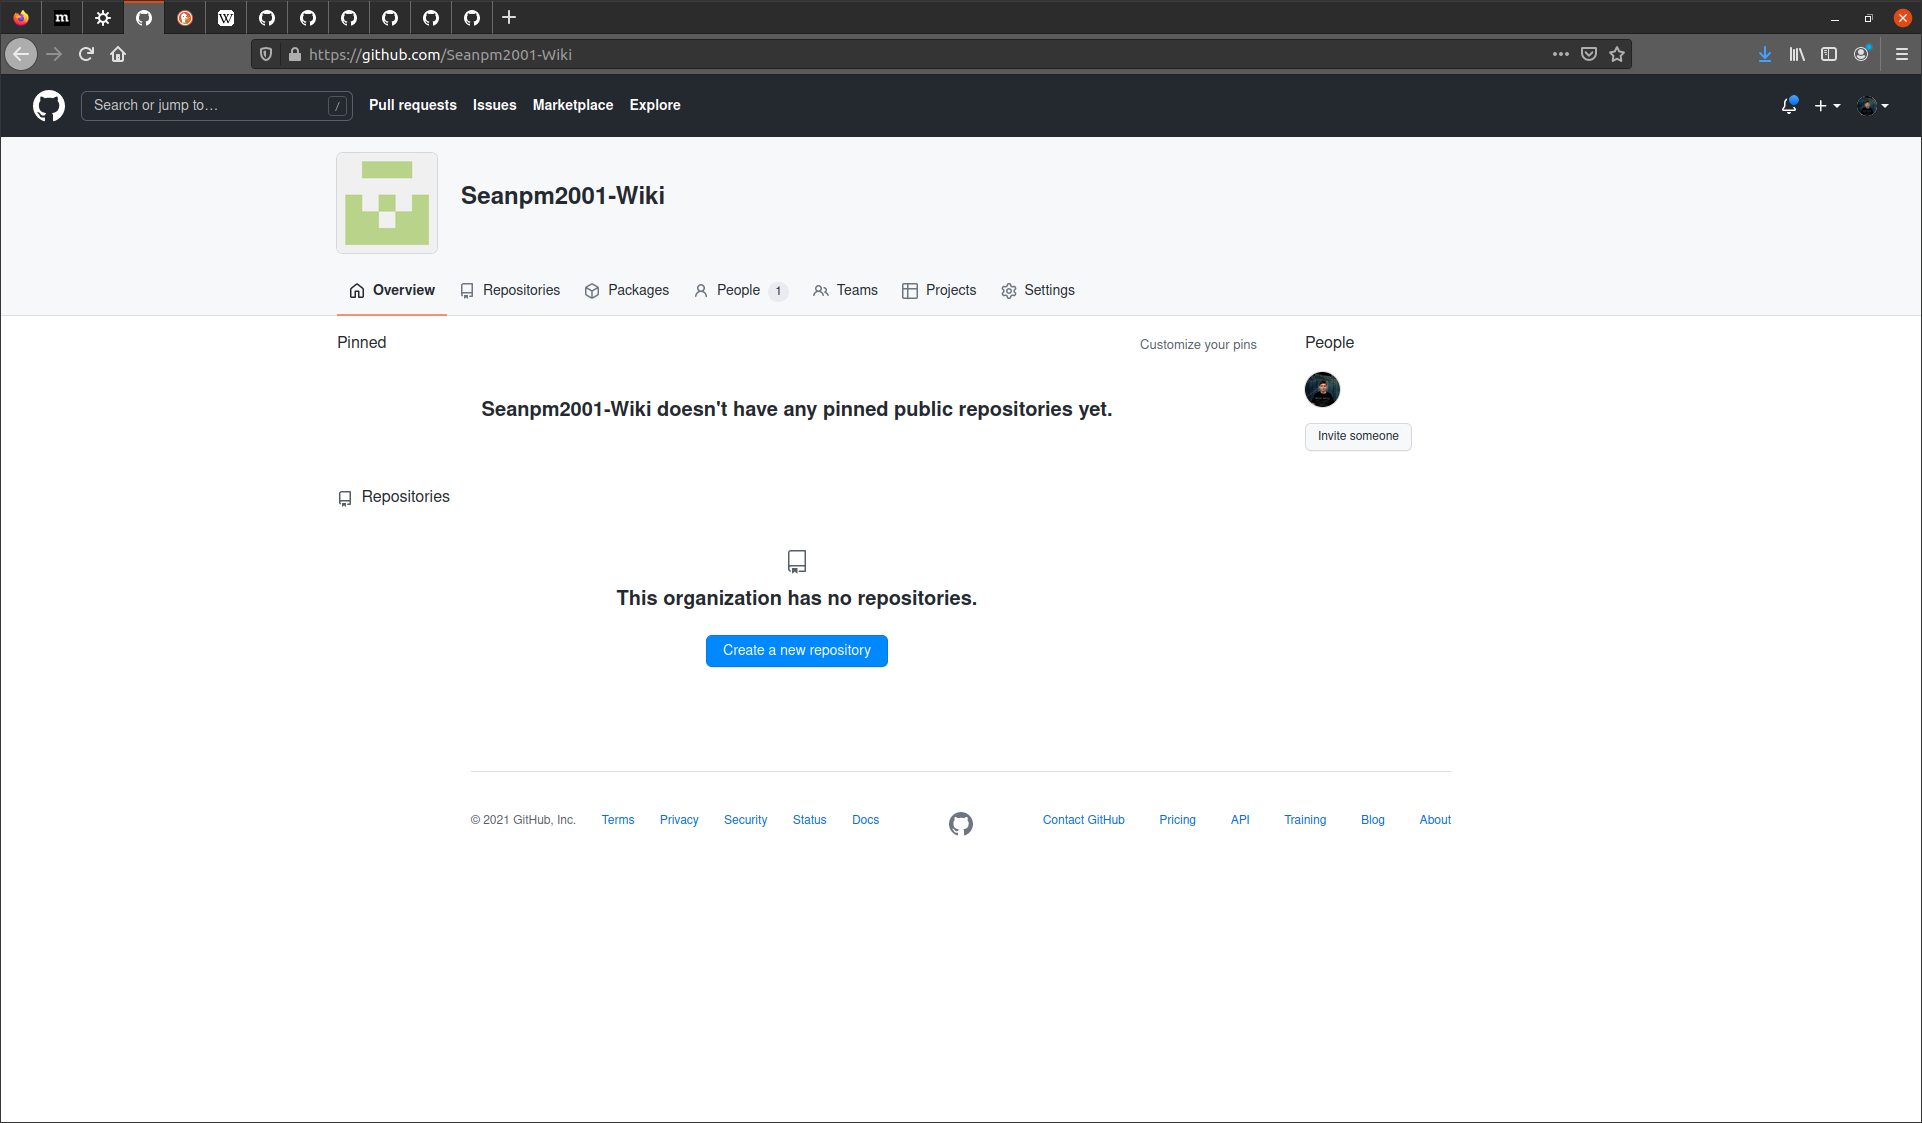 https://github.com/Seanpm2001-Wiki
Search or jump to… /
Pull requests Issues Marketplace Explore
Seanpm2001-Wiki
Overview Repositories Packages People 1 Teams Projects Settings
Pinned
Customize your pins
People
Seanpm2001-Wiki doesn't have any pinned public repositories yet.
Invite someone
Repositories
This organization has no repositories.
Create a new repository
© 2021 GitHub, Inc. Terms Privacy Security Status Docs Contact GitHub Pricing API Training Blog About